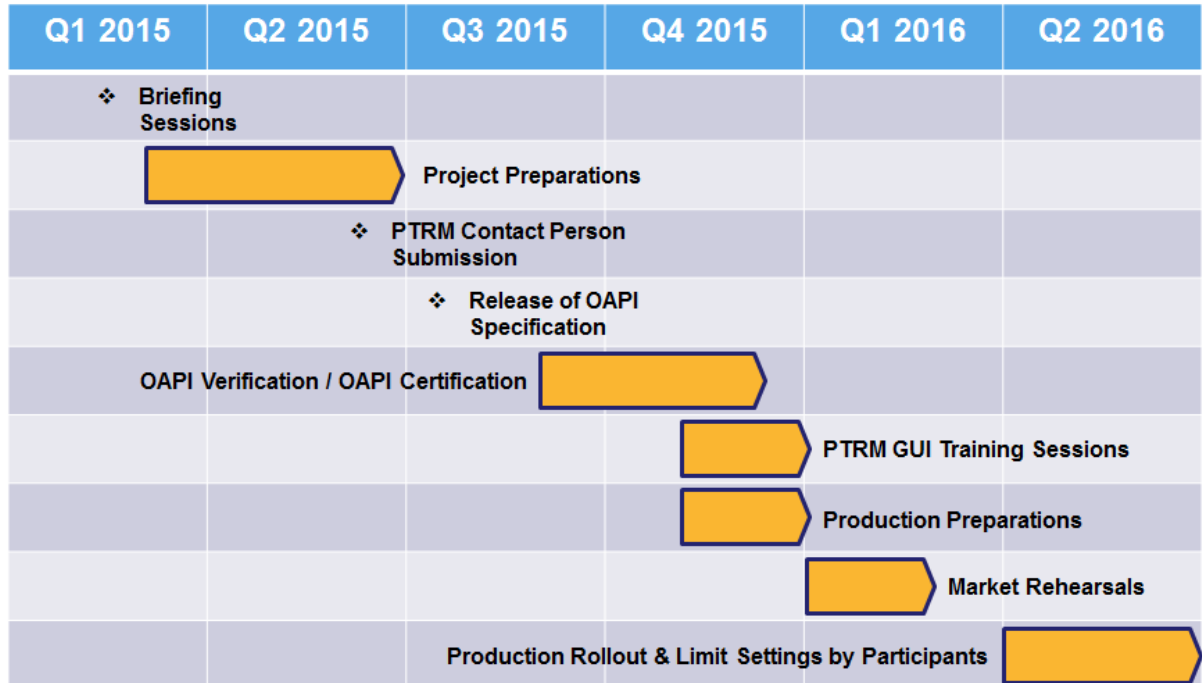 Q1 2015 Q2 2015 Q3 2015 Q4 2015 Q1 2016 Q2 2016
❖ Briefing
Sessions
Project Preparations
❖ PTRM Contact Person
Submission
❖ Release of OAPI
Specification
OAPI Verification / OAPI Certification
PTRM GUI Training Sessions
Production Preparations
Market Rehearsals
Production Rollout & Limit Settings by Participants